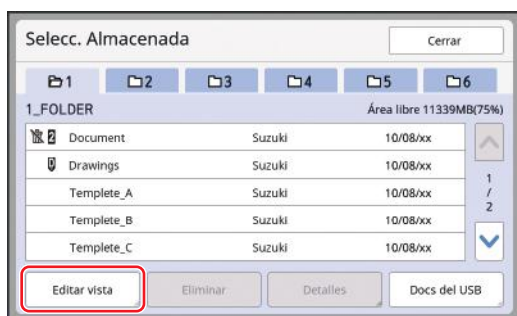 Selecc. Almacenada Cerrar
1 2 3 4 5 6
1_FOLDER Área libre 11339MB(75%)
2 Document Suzuki 10/08/xx
Drawings Suzuki 10/08/xx
Templete_A Suzuki 10/08/xx
Templete_B Suzuki 10/08/xx
Templete_C Suzuki 10/08/xx
1
/
2
Editar vista Eliminar Detalles Docs del USB